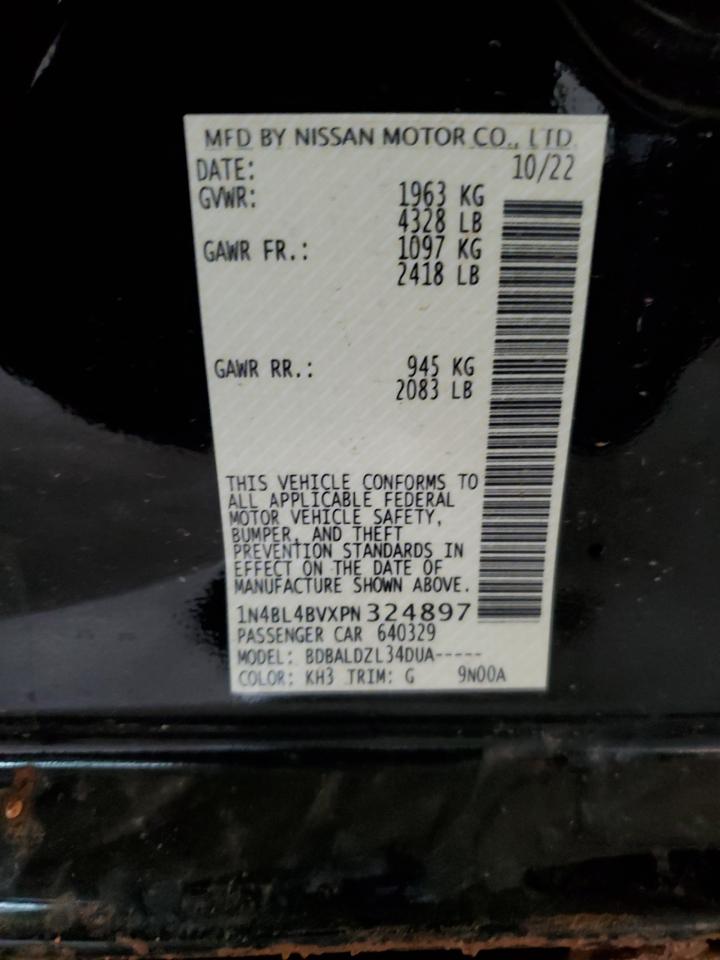 MFD BY NISSAN MOTOR CO., LTD.
DATE: 10/22
GVWR: 1963 KG
4328 LB
GAWR FR.: 1097 KG
2418 LB
GAWR RR.: 945 KG
2083 LB
THIS VEHICLE CONFORMS TO
ALL APPLICABLE FEDERAL
MOTOR VEHICLE SAFETY,
BUMPER, AND THEFT
PREVENTION STANDARDS IN
EFFECT ON THE DATE OF
MANUFACTURE SHOWN ABOVE.
1N4BL4BVXPN324897
PASSENGER CAR 640329
MODEL: BDBALDZL34DUA-----
COLOR: KH3 TRIM: G 9N00A